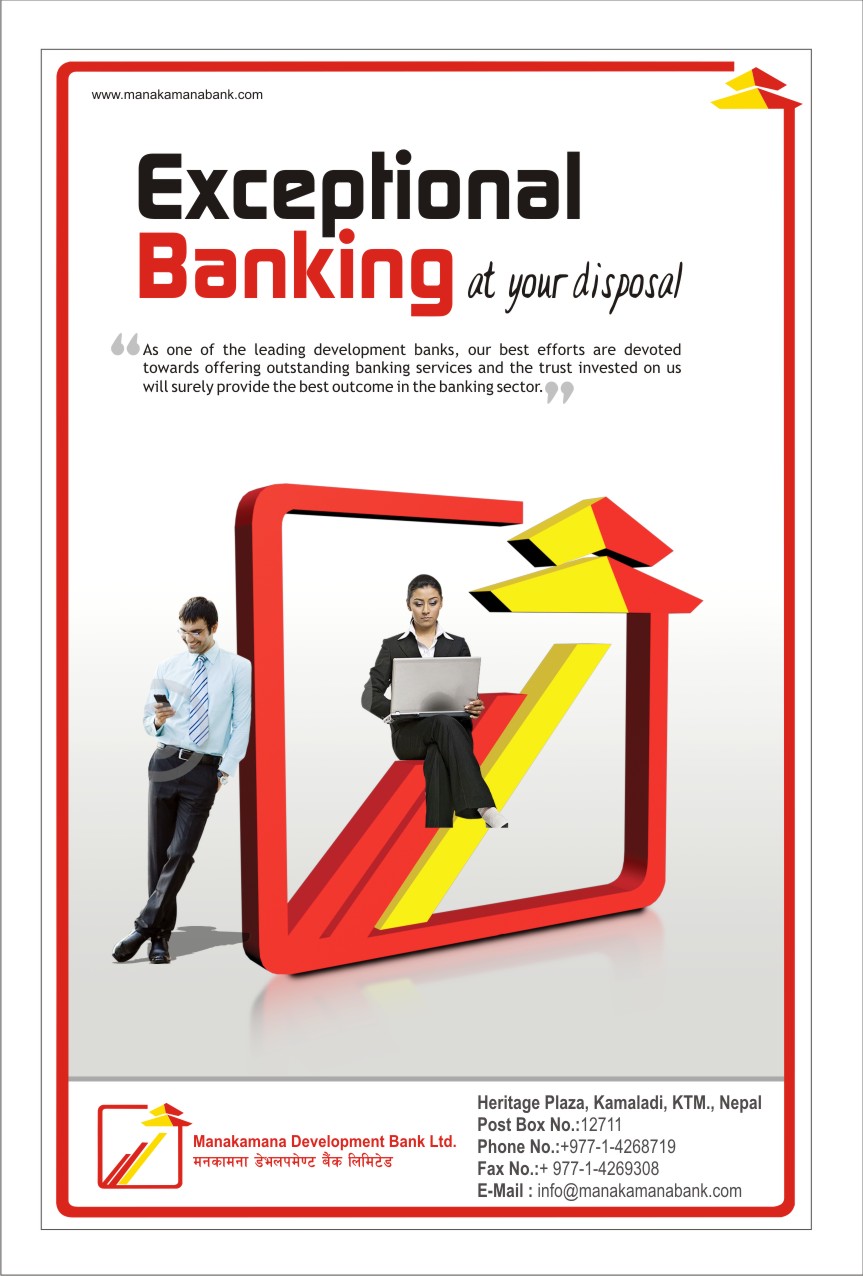 www.manakamanabank.com
Exceptional
Banking at your disposal
“As one of the leading development banks, our best efforts are devoted
towards offering outstanding banking services and the trust invested on us
will surely provide the best outcome in the banking sector.”
Manakamana Development Bank Ltd.
मनकामना डेभलपमेण्ट बैंक लिमिटेड
Heritage Plaza, Kamaladi, KTM., Nepal
Post Box No.:12711
Phone No.:+977-1-4268719
Fax No.:+ 977-1-4269308
E-Mail : info@manakamanabank.com